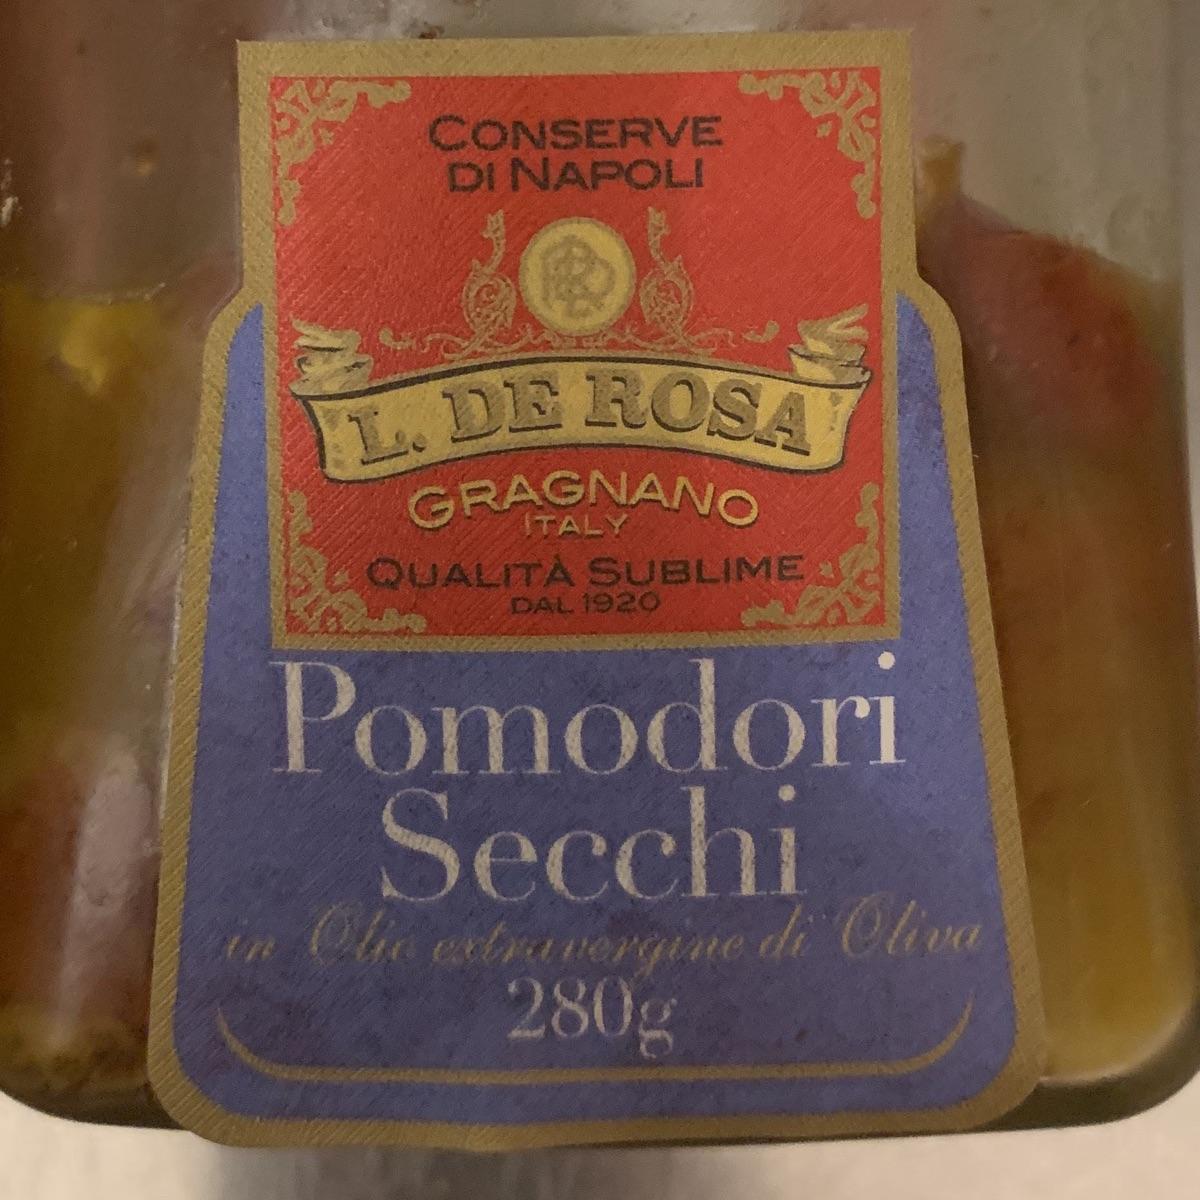 CONSERVE
DI NAPOLI
L. DE ROSA
GRAGNANO
ITALY
QUALITÀ SUBLIME
DAL 1920
Pomodori
Secchi
in Olio extravergine di Oliva
280g